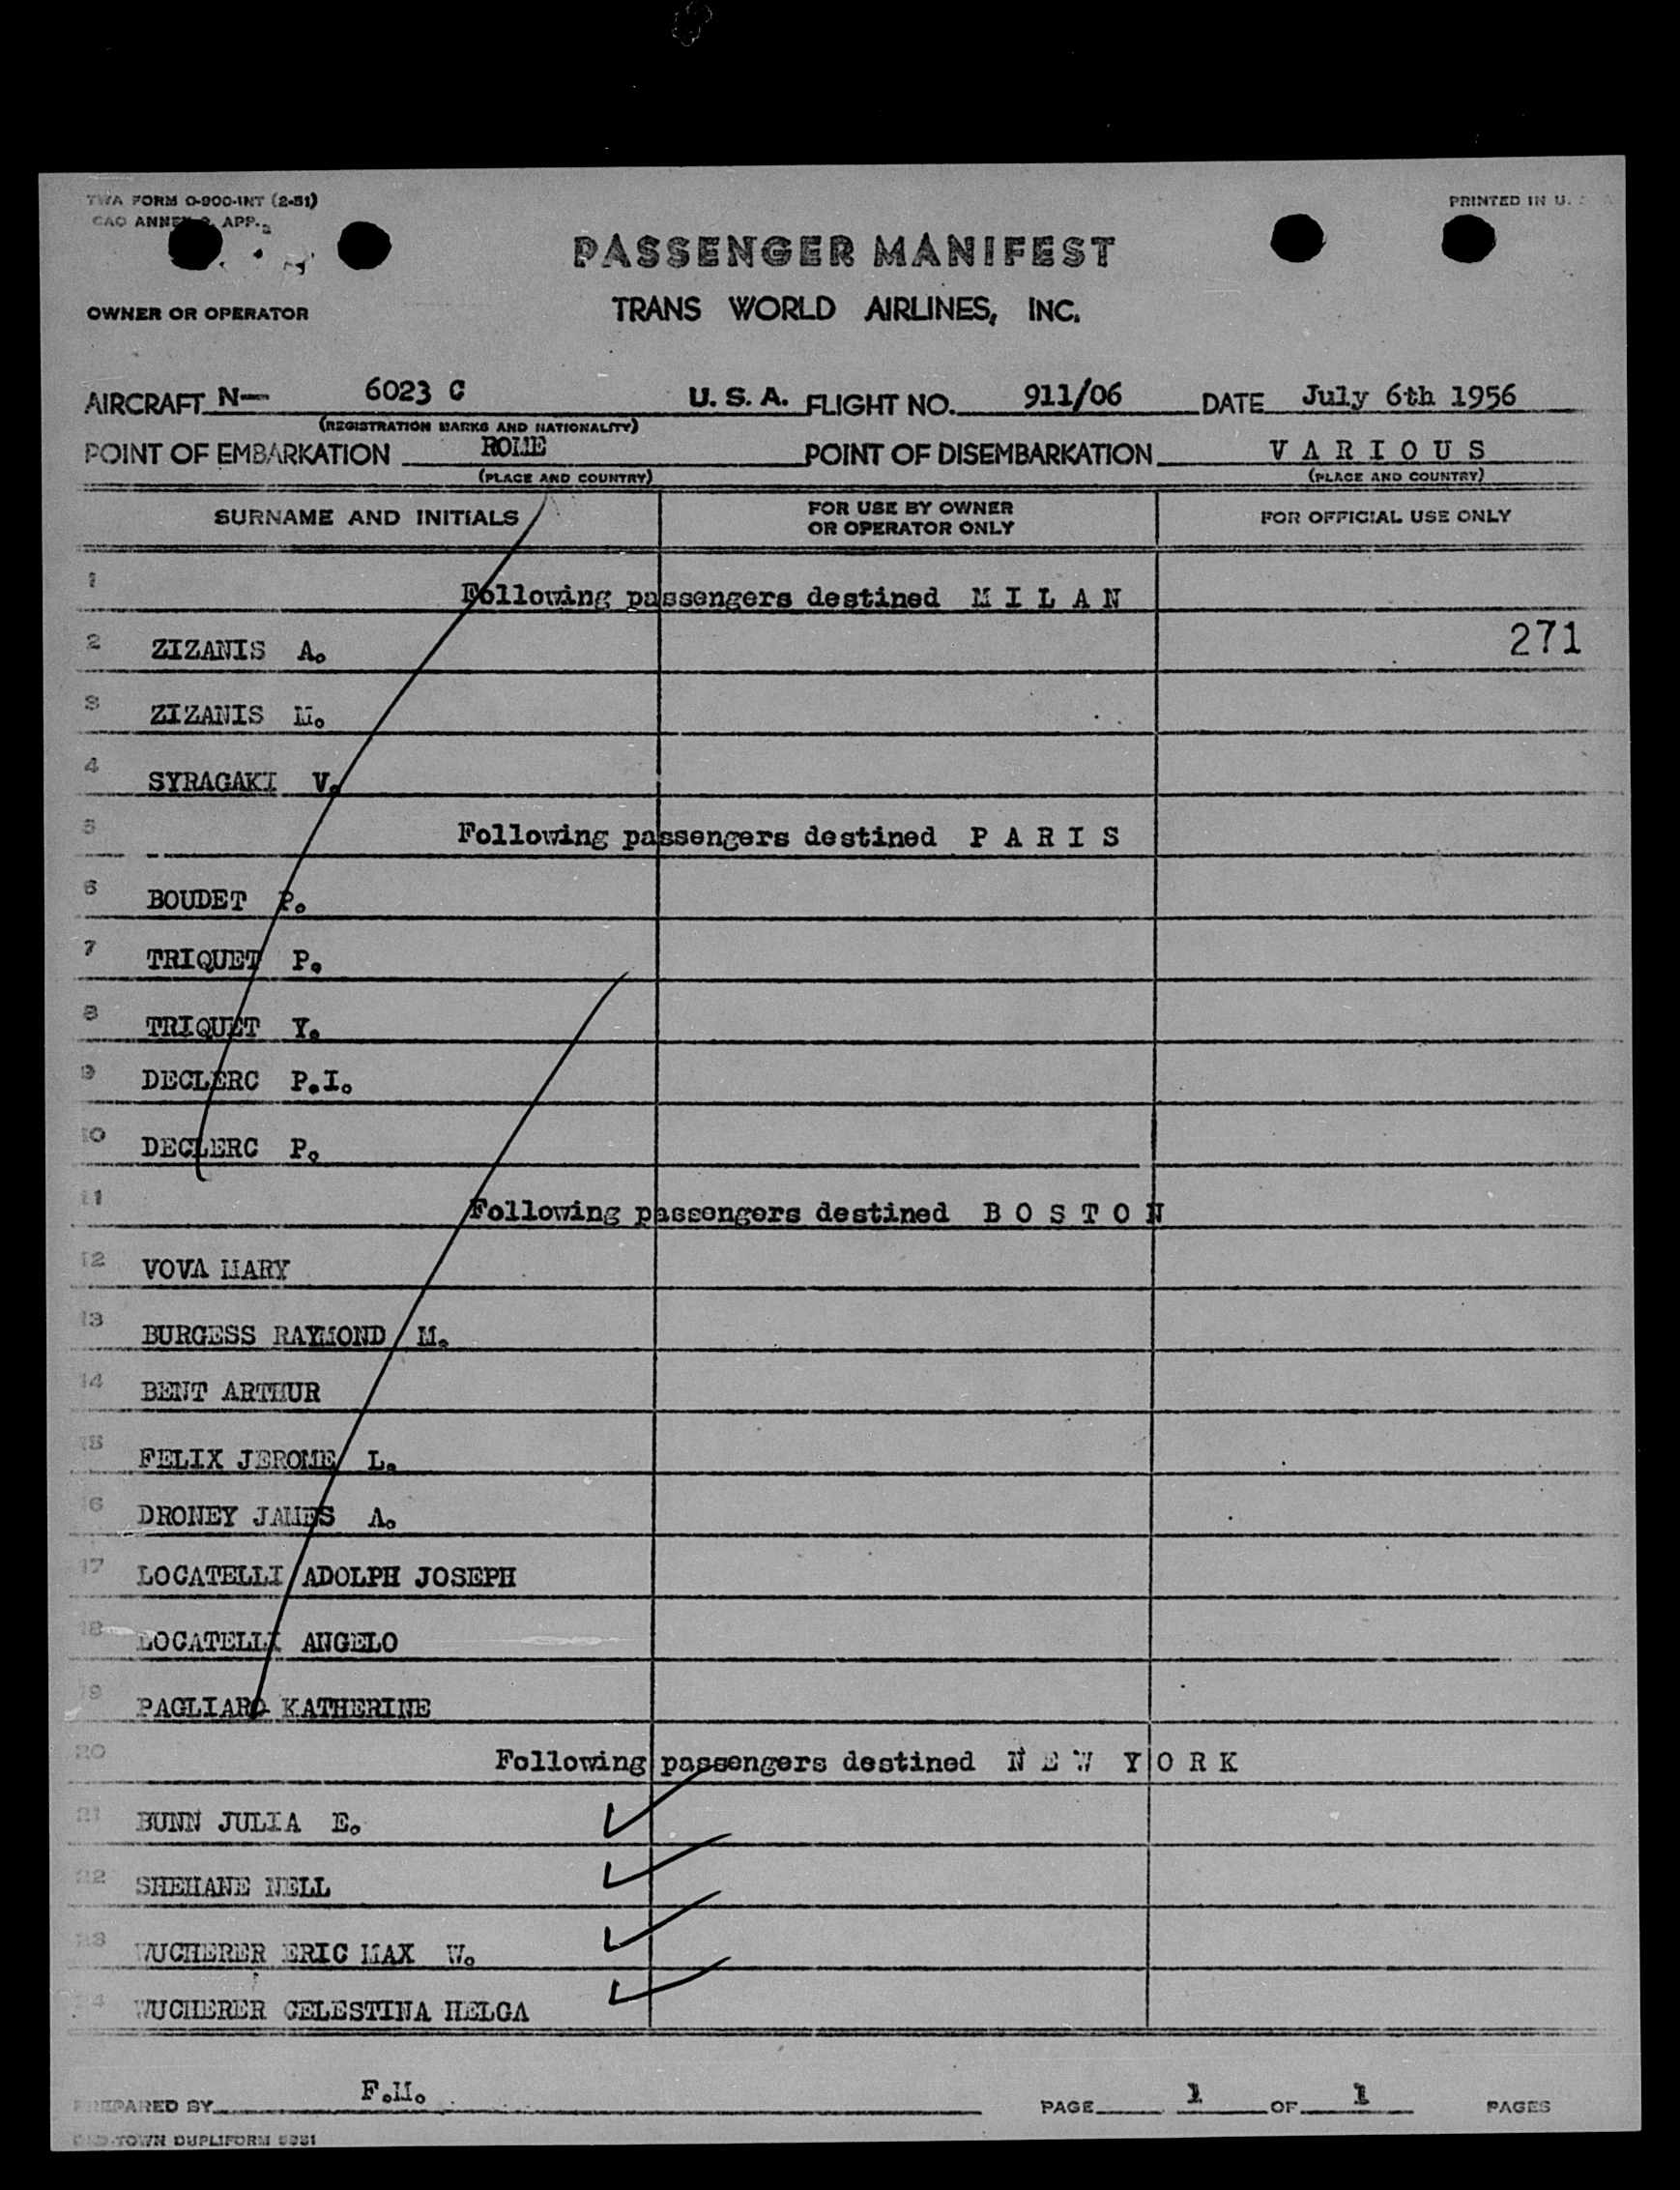 TWA FORM O-900-INT (2-51)
PRINTED IN U.
CAO ANNEX 9, APP.
PASSENGER MANIFEST
OWNER OR OPERATOR
TRANS WORLD AIRLINES, INC.
AIRCRAFT N— 6023 C U. S. A. FLIGHT NO. 911/06 DATE July 6th 1956
(REGISTRATION MARKS AND NATIONALITY)
POINT OF EMBARKATION ROME POINT OF DISEMBARKATION V A R I O U S
(PLACE AND COUNTRY) (PLACE AND COUNTRY)
SURNAME AND INITIALS
FOR USE BY OWNER
OR OPERATOR ONLY
FOR OFFICIAL USE ONLY
1 Following passengers destined M I L A N
2 ZIZANIS A. 271
3 ZIZANIS M.
4 SYRAGAKI V.
5 Following passengers destined P A R I S
6 BOUDET P.
7 TRIQUET P.
8 TRIQUET Y.
9 DECLERC P.I.
10 DECLERC P.
11 Following passengers destined B O S T O N
12 VOVA MARY
13 BURGESS RAYMOND M.
14 BENT ARTHUR
15 FELIX JEROME L.
16 DRONEY JAMES A.
17 LOCATELLI ADOLPH JOSEPH
18 LOCATELLI ANGELO
19 PAGLIARO KATHERINE
20 Following passengers destined N E W Y O R K
21 BUNN JULIA E.
22 SHEHANE NELL
23 WUCHERER ERIC MAX W.
24 WUCHERER CELESTINA HELGA
PREPARED BY F.M. PAGE 1 OF 1 PAGES
OLD TOWN DUPLIFORM